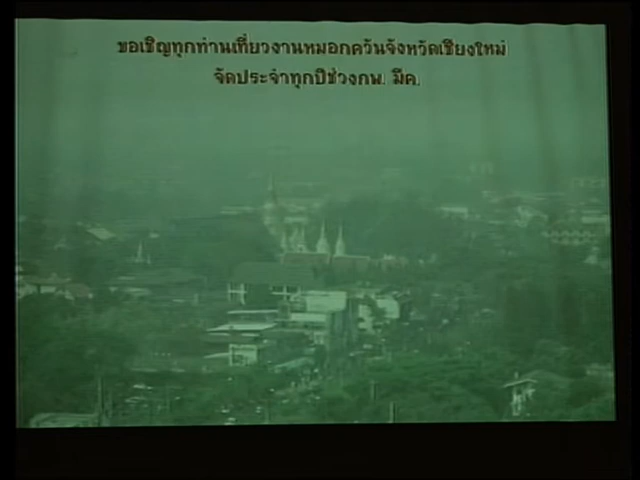 ขอเชิญทุกท่านเที่ยวงานหมอกควันจังหวัดเชียงใหม่
จัดประจำทุกปีช่วงกพ. มีค.